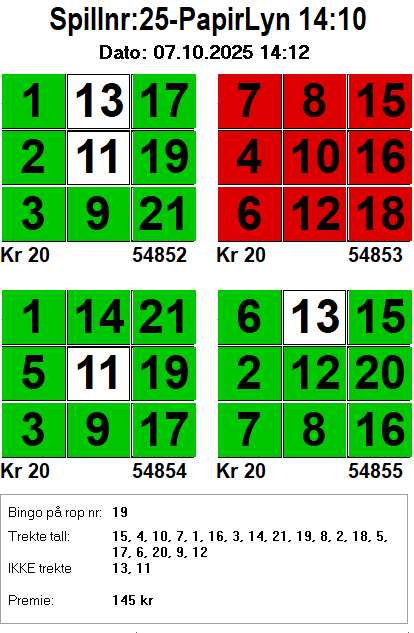 Spillnr:25-PapirLyn 14:10
Dato: 07.10.2025 14:12
1 13 17
2 11 19
3 9 21
Kr 20 54852
7 8 15
4 10 16
6 12 18
Kr 20 54853
1 14 21
5 11 19
3 9 17
Kr 20 54854
6 13 15
2 12 20
7 8 16
Kr 20 54855
Bingo på rop nr: 19
Trekte tall: 15, 4, 10, 7, 1, 16, 3, 14, 21, 19, 8, 2, 18, 5,
17, 6, 20, 9, 12
IKKE trekte 13, 11
Premie: 145 kr